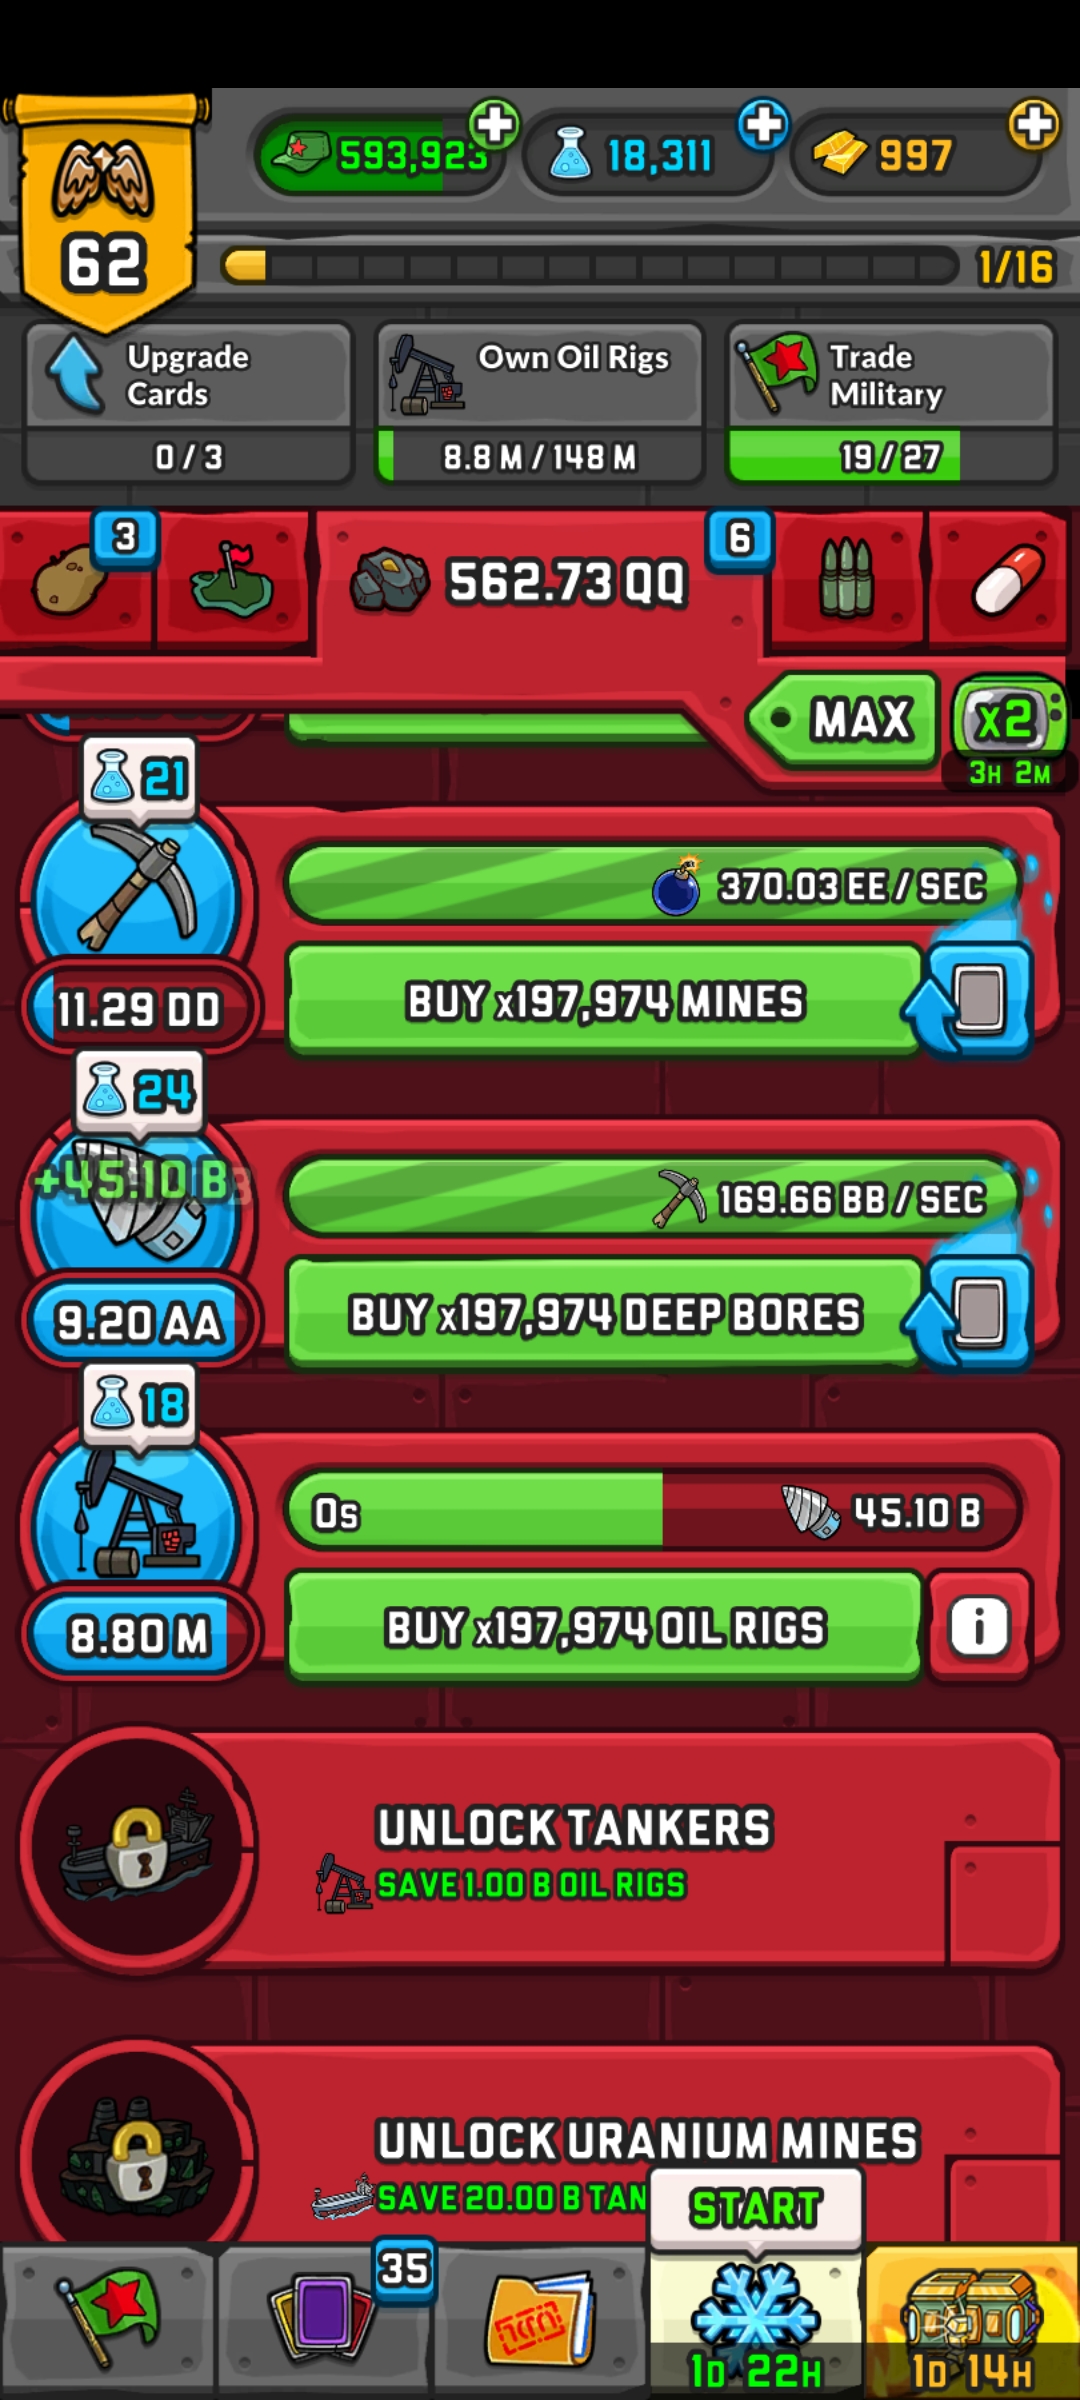 593,923
18,311
997
62
1/16
Upgrade
Cards
Own Oil Rigs
Trade
Military
0 / 3
8.8 M / 148 M
19 / 27
3
562.73 QQ
6
MAX
x2
3H 2M
21
370.03 EE / SEC
11.29 DD
BUY x197,974 MINES
24
+45.10 B
169.66 BB / SEC
9.20 AA
BUY x197,974 DEEP BORES
18
0s
45.10 B
8.80 M
BUY x197,974 OIL RIGS
i
UNLOCK TANKERS
SAVE 1.00 B OIL RIGS
UNLOCK URANIUM MINES
SAVE 20.00 B TAN
START
35
1D 22H
1D 14H